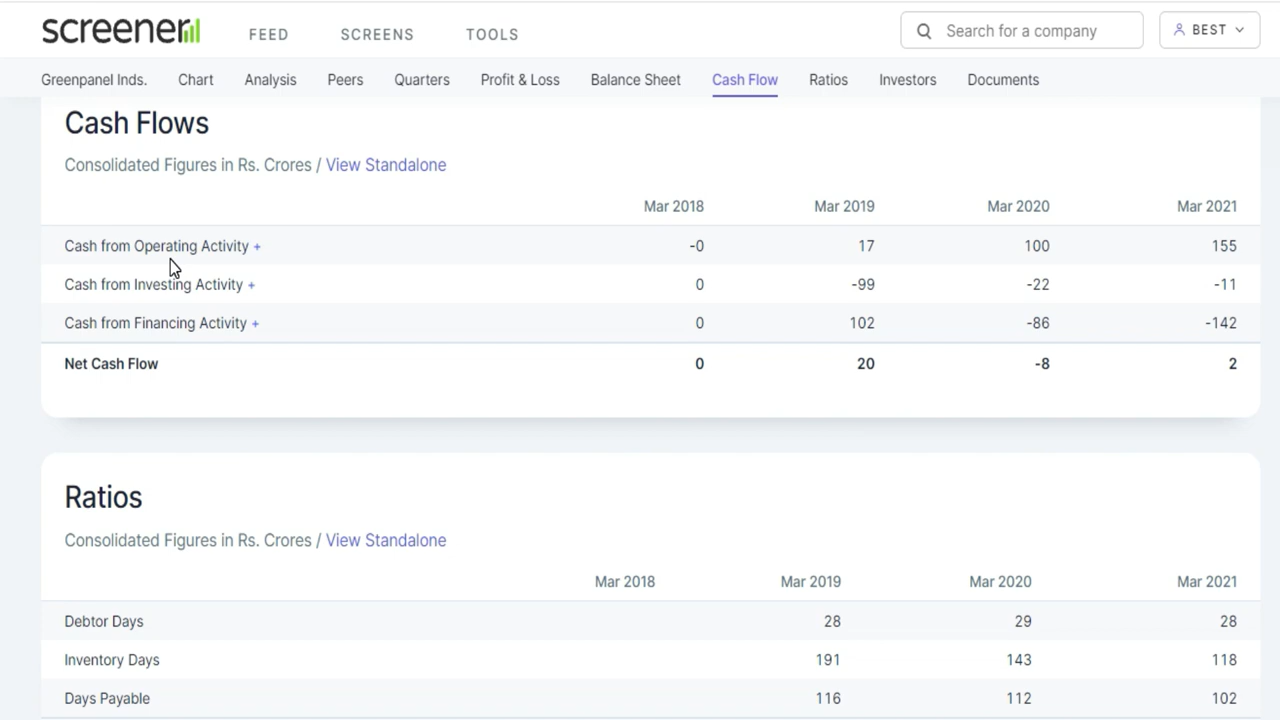 screener FEED SCREENS TOOLS Search for a company BEST
Greenpanel Inds. Chart Analysis Peers Quarters Profit & Loss Balance Sheet Cash Flow Ratios Investors Documents
Cash Flows
Consolidated Figures in Rs. Crores / View Standalone
Mar 2018 Mar 2019 Mar 2020 Mar 2021
Cash from Operating Activity + -0 17 100 155
Cash from Investing Activity + 0 -99 -22 -11
Cash from Financing Activity + 0 102 -86 -142
Net Cash Flow 0 20 -8 2
Ratios
Consolidated Figures in Rs. Crores / View Standalone
Mar 2018 Mar 2019 Mar 2020 Mar 2021
Debtor Days 28 29 28
Inventory Days 191 143 118
Days Payable 116 112 102